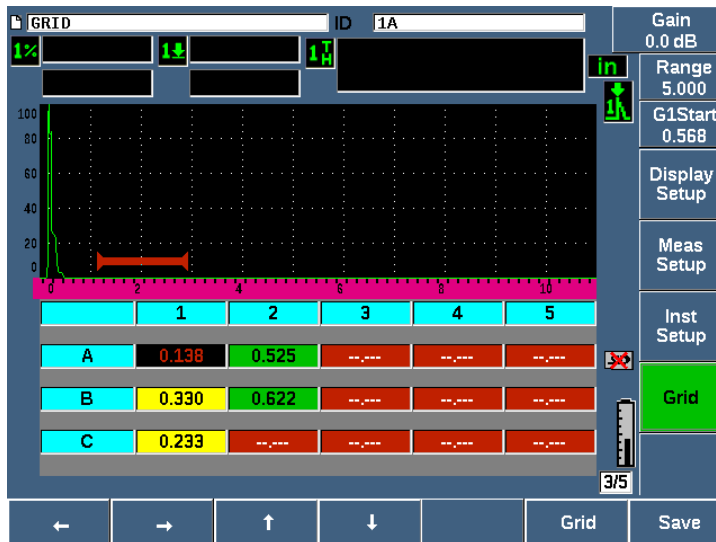 GRID ID 1A
Gain
0.0 dB
1% 1 1 T H
in
Range
5.000
1
G1Start
0.568
100
80
60
40
20
0
0 2 4 6 8 10
Display
Setup
Meas
Setup
Inst
Setup
Grid
1 2 3 4 5
A 0.138 0.525 --.--- --.--- --.---
B 0.330 0.622 --.--- --.--- --.---
C 0.233 --.--- --.--- --.--- --.---
3/5
← → ↑ ↓ Grid Save